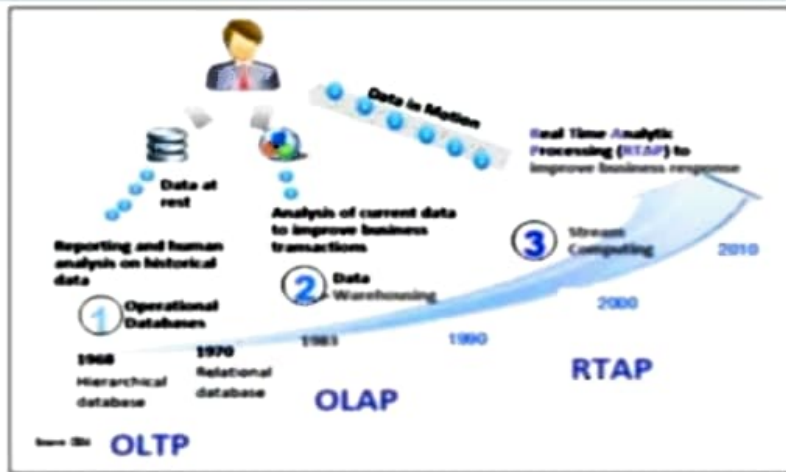 Data in Motion
Real Time Analytic
Processing (RTAP) to
improve business response
Data at
rest
Analysis of current data
to improve business
transactions
Reporting and human
analysis on historical
data
3
Stream
Computing
2010
2
Data
Warehousing
1
Operational
Databases
2000
1968
Hierarchical
database
1970
Relational
database
1983
1990
RTAP
OLAP
OLTP